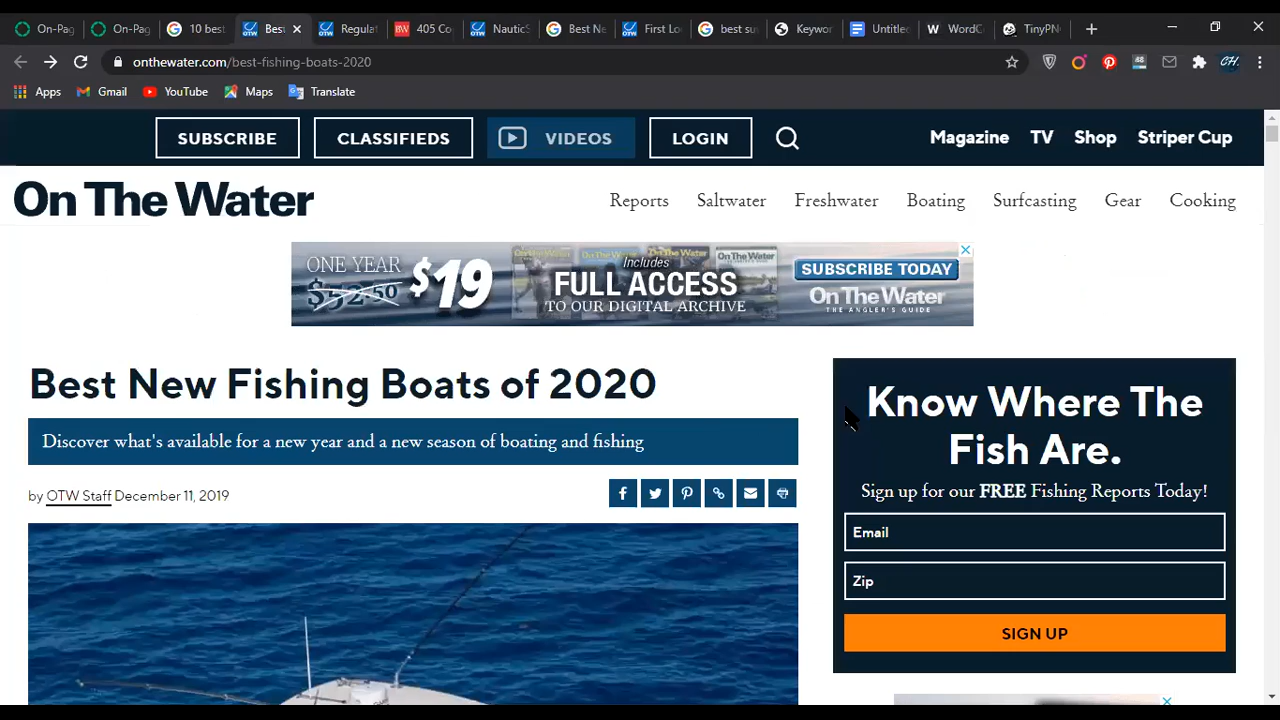 On-Pag
On-Pag
10 best
Bes
Regulat
405 Co
Nautic
Best Ne
First Lo
best su
Keywor
Untitle
WordC
TinyPN
onthewater.com/best-fishing-boats-2020
Apps Gmail YouTube Maps Translate
SUBSCRIBE CLASSIFIEDS VIDEOS LOGIN Magazine TV Shop Striper Cup
On The Water Reports Saltwater Freshwater Boating Surfcasting Gear Cooking
ONE YEAR
$52.50
$19
Includes
FULL ACCESS
TO OUR DIGITAL ARCHIVE
SUBSCRIBE TODAY
On The Water
THE ANGLER'S GUIDE
Best New Fishing Boats of 2020
Discover what's available for a new year and a new season of boating and fishing
by OTW Staff December 11, 2019
Know Where The
Fish Are.
Sign up for our FREE Fishing Reports Today!
Email
Zip
SIGN UP